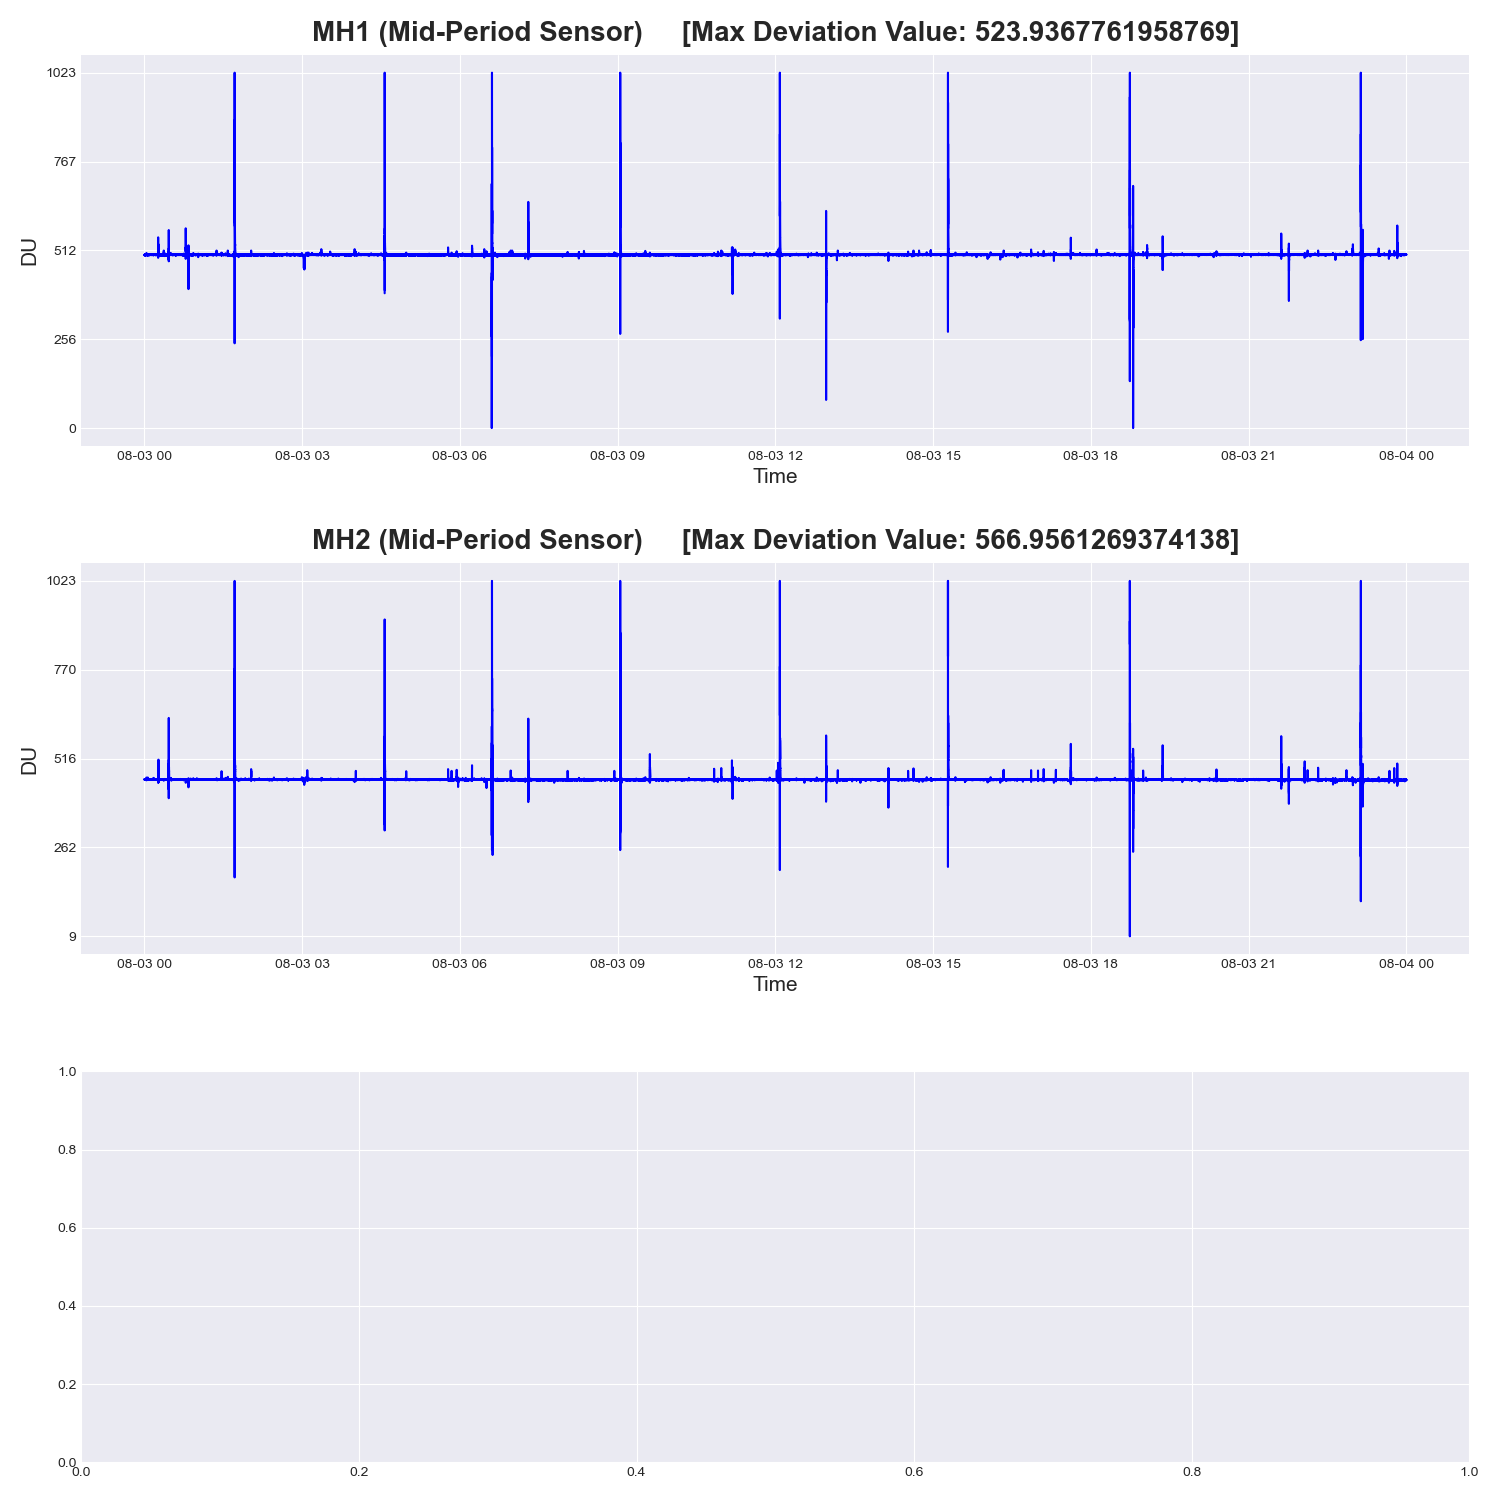 MH1 (Mid-Period Sensor) [Max Deviation Value: 523.9367761958769]
1023
767
512
256
0
DU
08-03 00 08-03 03 08-03 06 08-03 09 08-03 12 08-03 15 08-03 18 08-03 21 08-04 00
Time
MH2 (Mid-Period Sensor) [Max Deviation Value: 566.9561269374138]
1023
770
516
262
9
DU
08-03 00 08-03 03 08-03 06 08-03 09 08-03 12 08-03 15 08-03 18 08-03 21 08-04 00
Time
1.0
0.8
0.6
0.4
0.2
0.0
0.0 0.2 0.4 0.6 0.8 1.0